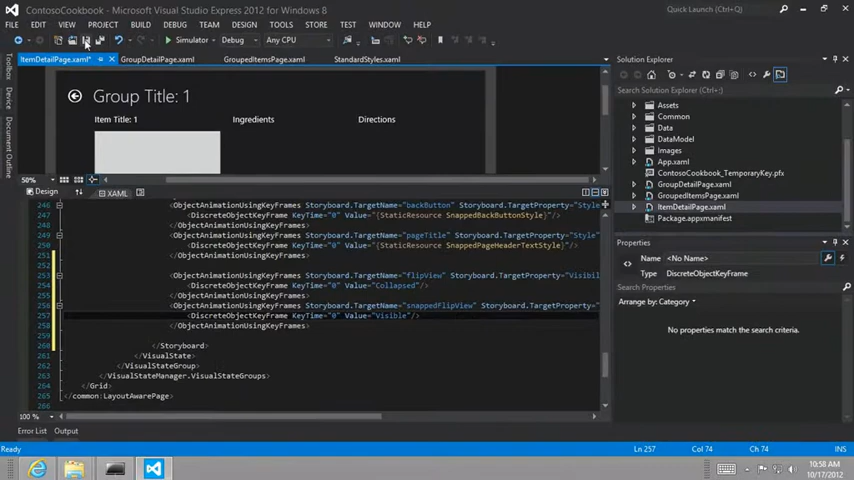 ContosoCookbook - Microsoft Visual Studio Express 2012 for Windows 8
Quick Launch (Ctrl+Q)
FILE EDIT VIEW PROJECT BUILD DEBUG TEAM DESIGN TOOLS TEST WINDOW HELP
Simulator Debug Any CPU
ItemDetailPage.xaml* GroupDetailPage.xaml GroupedItemsPage.xaml StandardStyles.xaml
Toolbox
Device
Document Outline
Group Title: 1
Item Title: 1 Ingredients Directions
50%
Design XAML
246 <ObjectAnimationUsingKeyFrames Storyboard.TargetName="backButton" Storyboard.TargetProperty="Style
247 <DiscreteObjectKeyFrame KeyTime="0" Value="{StaticResource SnappedBackButtonStyle}"/>
248 </ObjectAnimationUsingKeyFrames>
249 <ObjectAnimationUsingKeyFrames Storyboard.TargetName="pageTitle" Storyboard.TargetProperty="Style"
250 <DiscreteObjectKeyFrame KeyTime="0" Value="{StaticResource SnappedPageHeaderTextStyle}"/>
251 </ObjectAnimationUsingKeyFrames>
252
253 <ObjectAnimationUsingKeyFrames Storyboard.TargetName="flipView" Storyboard.TargetProperty="Visibil
254 <DiscreteObjectKeyFrame KeyTime="0" Value="Collapsed"/>
255 </ObjectAnimationUsingKeyFrames>
256 <ObjectAnimationUsingKeyFrames Storyboard.TargetName="snappedFlipView" Storyboard.TargetProperty="
257 <DiscreteObjectKeyFrame KeyTime="0" Value="Visible"/>
258 </ObjectAnimationUsingKeyFrames>
259
260 </Storyboard>
261 </VisualState>
262 </VisualStateGroup>
263 </VisualStateManager.VisualStateGroups>
264 </Grid>
265 </common:LayoutAwarePage>
266
100 %
Error List Output
Solution Explorer
Search Solution Explorer (Ctrl+;)
Assets
Common
Data
DataModel
Images
App.xaml
ContosoCookbook_TemporaryKey.pfx
GroupDetailPage.xaml
GroupedItemsPage.xaml
ItemDetailPage.xaml
Package.appxmanifest
Properties
Name <No Name>
Type DiscreteObjectKeyFrame
Search Properties
Arrange by: Category
No properties match the search criteria.
Ready Ln 257 Col 74 Ch 74 INS
10:58 AM
10/17/2012